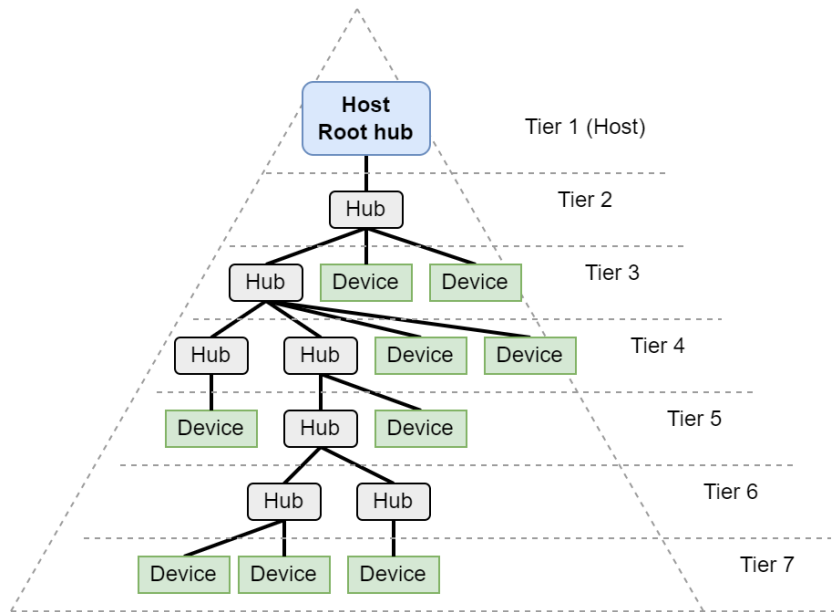 Host
Root hub
Tier 1 (Host)
Hub
Tier 2
Hub
Device
Device
Tier 3
Hub
Hub
Device
Device
Tier 4
Device
Hub
Device
Tier 5
Hub
Hub
Tier 6
Device
Device
Device
Tier 7